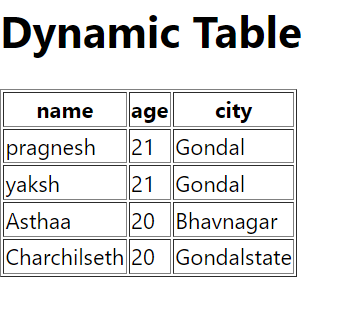 Dynamic Table
name age city
pragnesh 21 Gondal
yaksh 21 Gondal
Asthaa 20 Bhavnagar
Charchilseth 20 Gondalstate